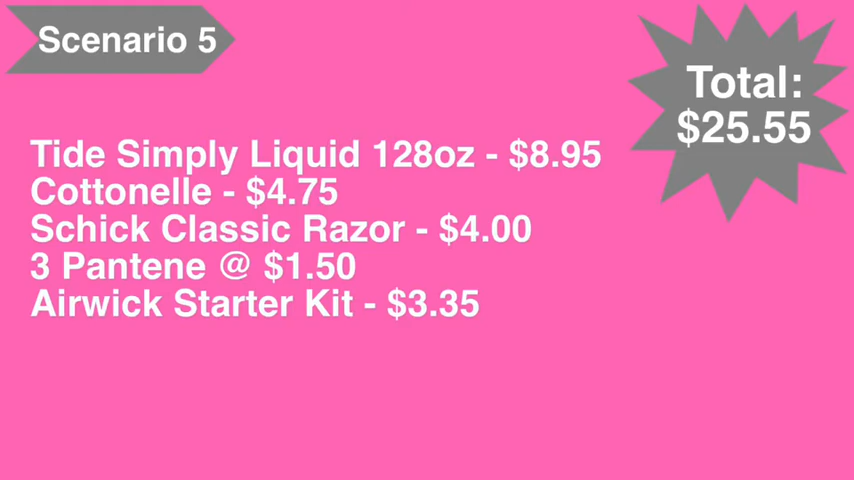 Scenario 5
Total:
$25.55
Tide Simply Liquid 128oz - $8.95
Cottonelle - $4.75
Schick Classic Razor - $4.00
3 Pantene @ $1.50
Airwick Starter Kit - $3.35